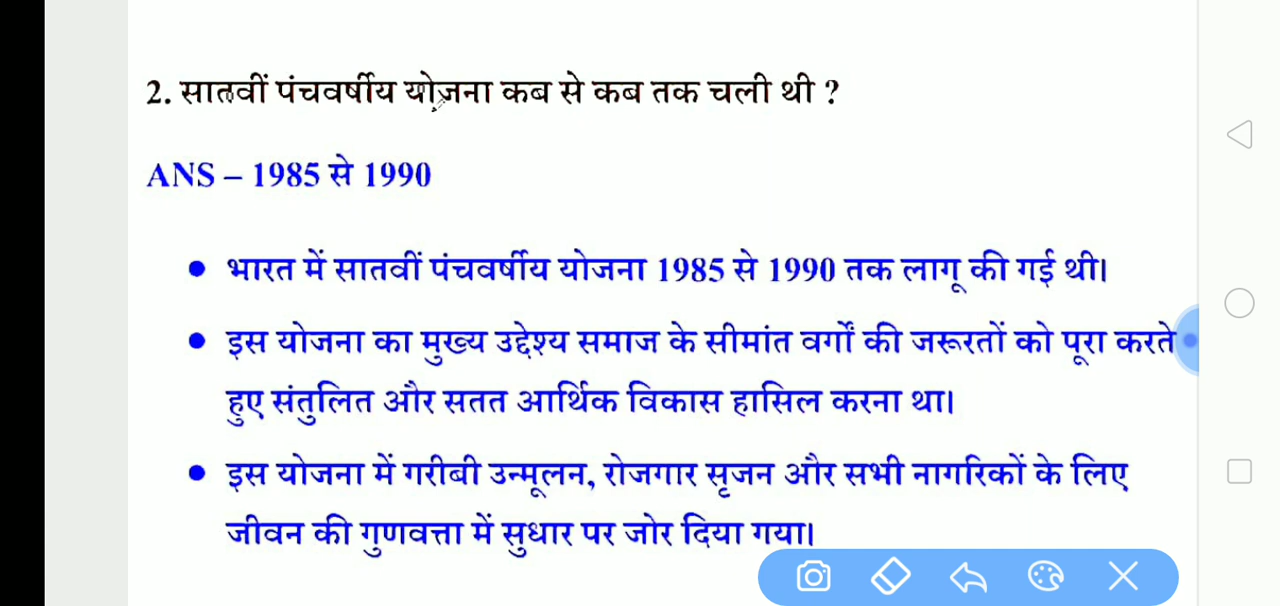 2. सातवीं पंचवर्षीय योजना कब से कब तक चली थी ?
ANS – 1985 से 1990
• भारत में सातवीं पंचवर्षीय योजना 1985 से 1990 तक लागू की गई थी।
• इस योजना का मुख्य उद्देश्य समाज के सीमांत वर्गों की जरूरतों को पूरा करते
हुए संतुलित और सतत आर्थिक विकास हासिल करना था।
• इस योजना में गरीबी उन्मूलन, रोजगार सृजन और सभी नागरिकों के लिए
जीवन की गुणवत्ता में सुधार पर जोर दिया गया।